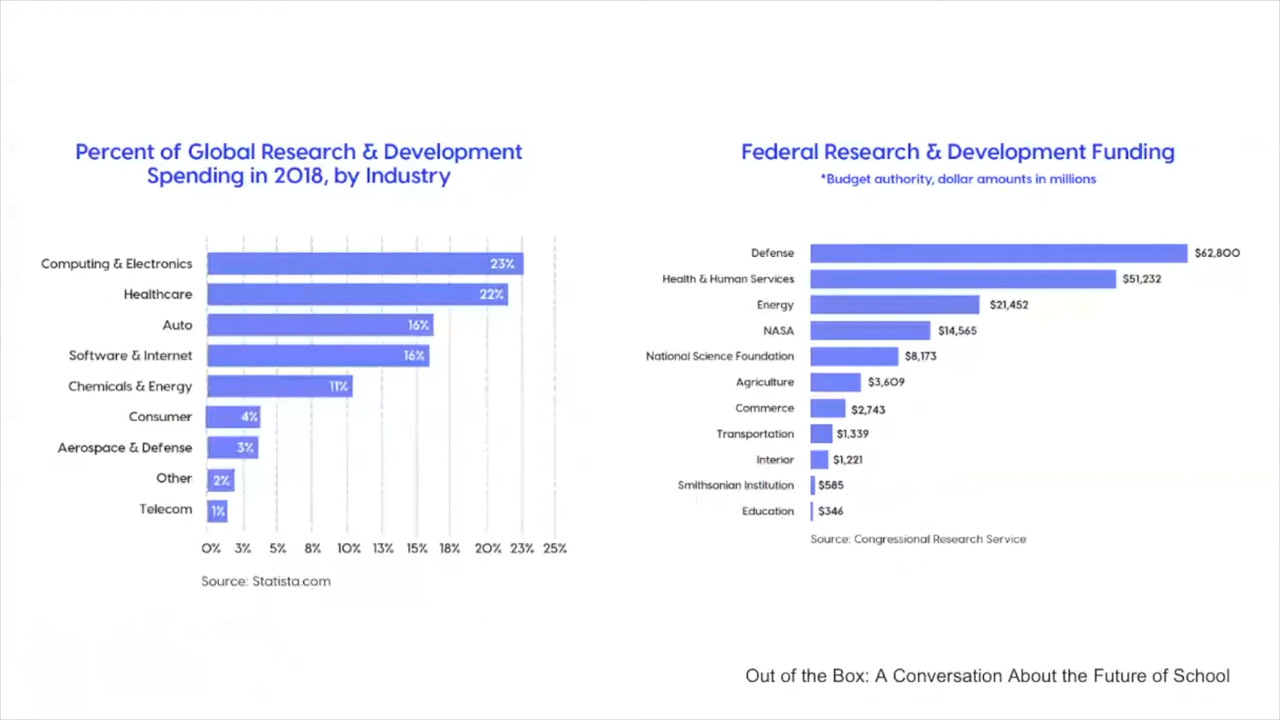 Percent of Global Research & Development
Spending in 2018, by Industry
Computing & Electronics 23%
Healthcare 22%
Auto 16%
Software & Internet 16%
Chemicals & Energy 11%
Consumer 4%
Aerospace & Defense 3%
Other 2%
Telecom 1%
0% 3% 5% 8% 10% 13% 15% 18% 20% 23% 25%
Source: Statista.com
Federal Research & Development Funding
*Budget authority, dollar amounts in millions
Defense $62,800
Health & Human Services $51,232
Energy $21,452
NASA $14,565
National Science Foundation $8,173
Agriculture $3,609
Commerce $2,743
Transportation $1,339
Interior $1,221
Smithsonian Institution $585
Education $346
Source: Congressional Research Service
Out of the Box: A Conversation About the Future of School